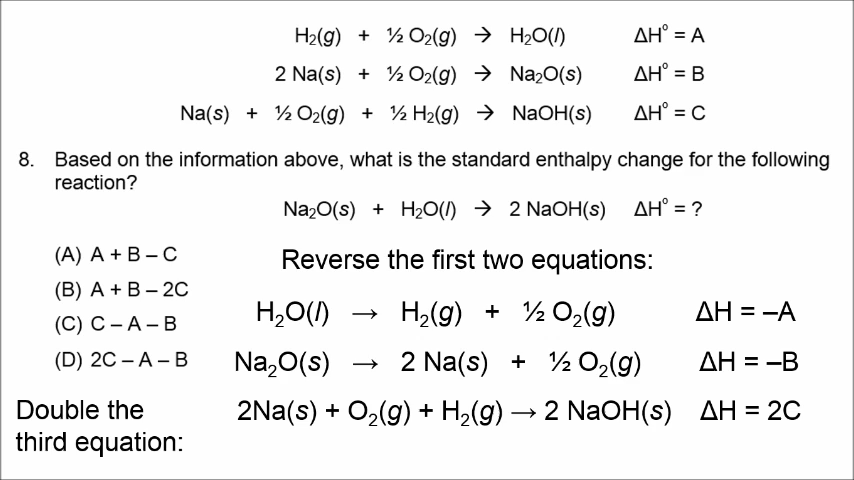 H₂(g) + ½ O₂(g) → H₂O(l) ΔH° = A
2 Na(s) + ½ O₂(g) → Na₂O(s) ΔH° = B
Na(s) + ½ O₂(g) + ½ H₂(g) → NaOH(s) ΔH° = C
8. Based on the information above, what is the standard enthalpy change for the following
reaction?
Na₂O(s) + H₂O(l) → 2 NaOH(s) ΔH° = ?
(A) A + B – C
(B) A + B – 2C
(C) C – A – B
(D) 2C – A – B
Reverse the first two equations:
H₂O(l) → H₂(g) + ½ O₂(g) ΔH = –A
Na₂O(s) → 2 Na(s) + ½ O₂(g) ΔH = –B
Double the
third equation:
2Na(s) + O₂(g) + H₂(g) → 2 NaOH(s) ΔH = 2C